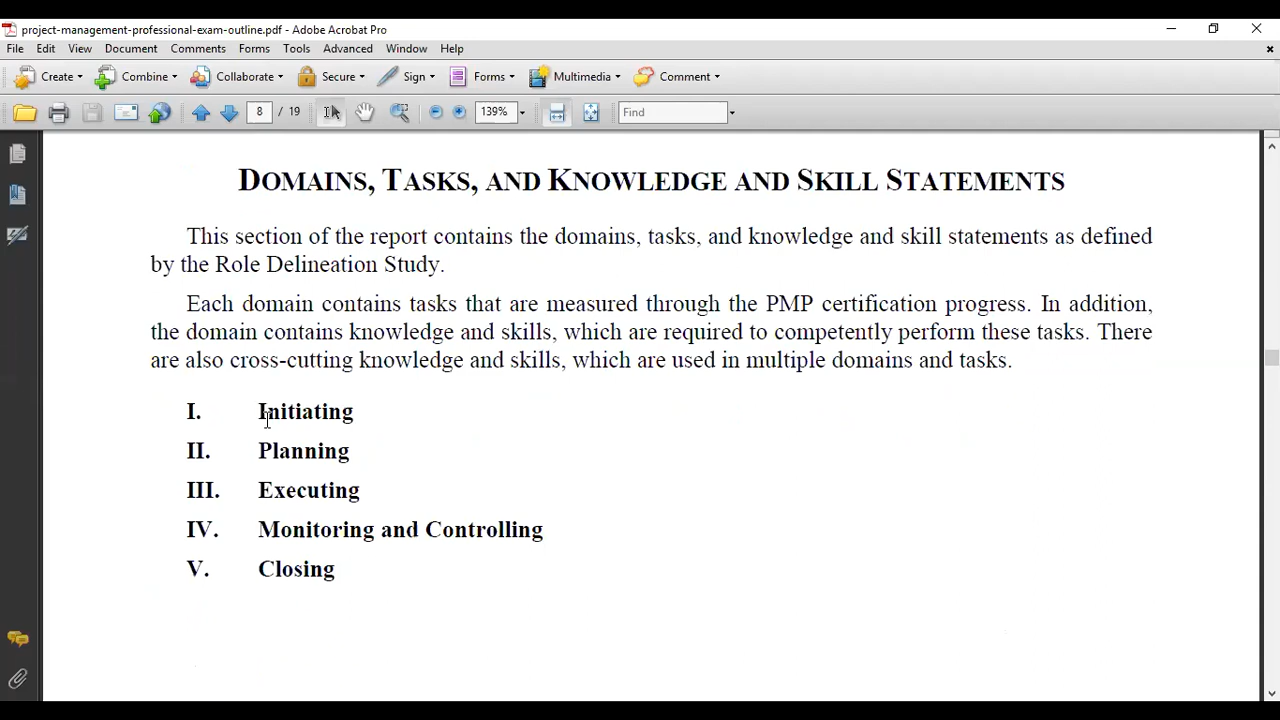 project-management-professional-exam-outline.pdf - Adobe Acrobat Pro
File Edit View Document Comments Forms Tools Advanced Window Help
Create Combine Collaborate Secure Sign Forms Multimedia Comment
8 / 19 139% Find
DOMAINS, TASKS, AND KNOWLEDGE AND SKILL STATEMENTS
This section of the report contains the domains, tasks, and knowledge and skill statements as defined
by the Role Delineation Study.
Each domain contains tasks that are measured through the PMP certification progress. In addition,
the domain contains knowledge and skills, which are required to competently perform these tasks. There
are also cross-cutting knowledge and skills, which are used in multiple domains and tasks.
I. Initiating
II. Planning
III. Executing
IV. Monitoring and Controlling
V. Closing